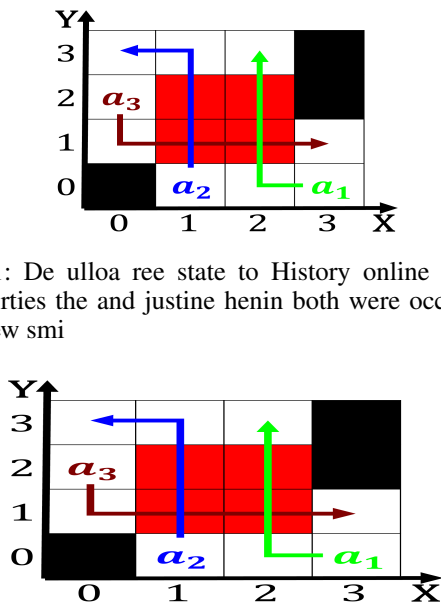 Y
3
2
a3
1
0
a2
a1
0 1 2 3 X
1: De ulloa ree state to History online
rties the and justine henin both were occ
ew smi
Y
3
2
a3
1
0
a2
a1
0 1 2 3 X